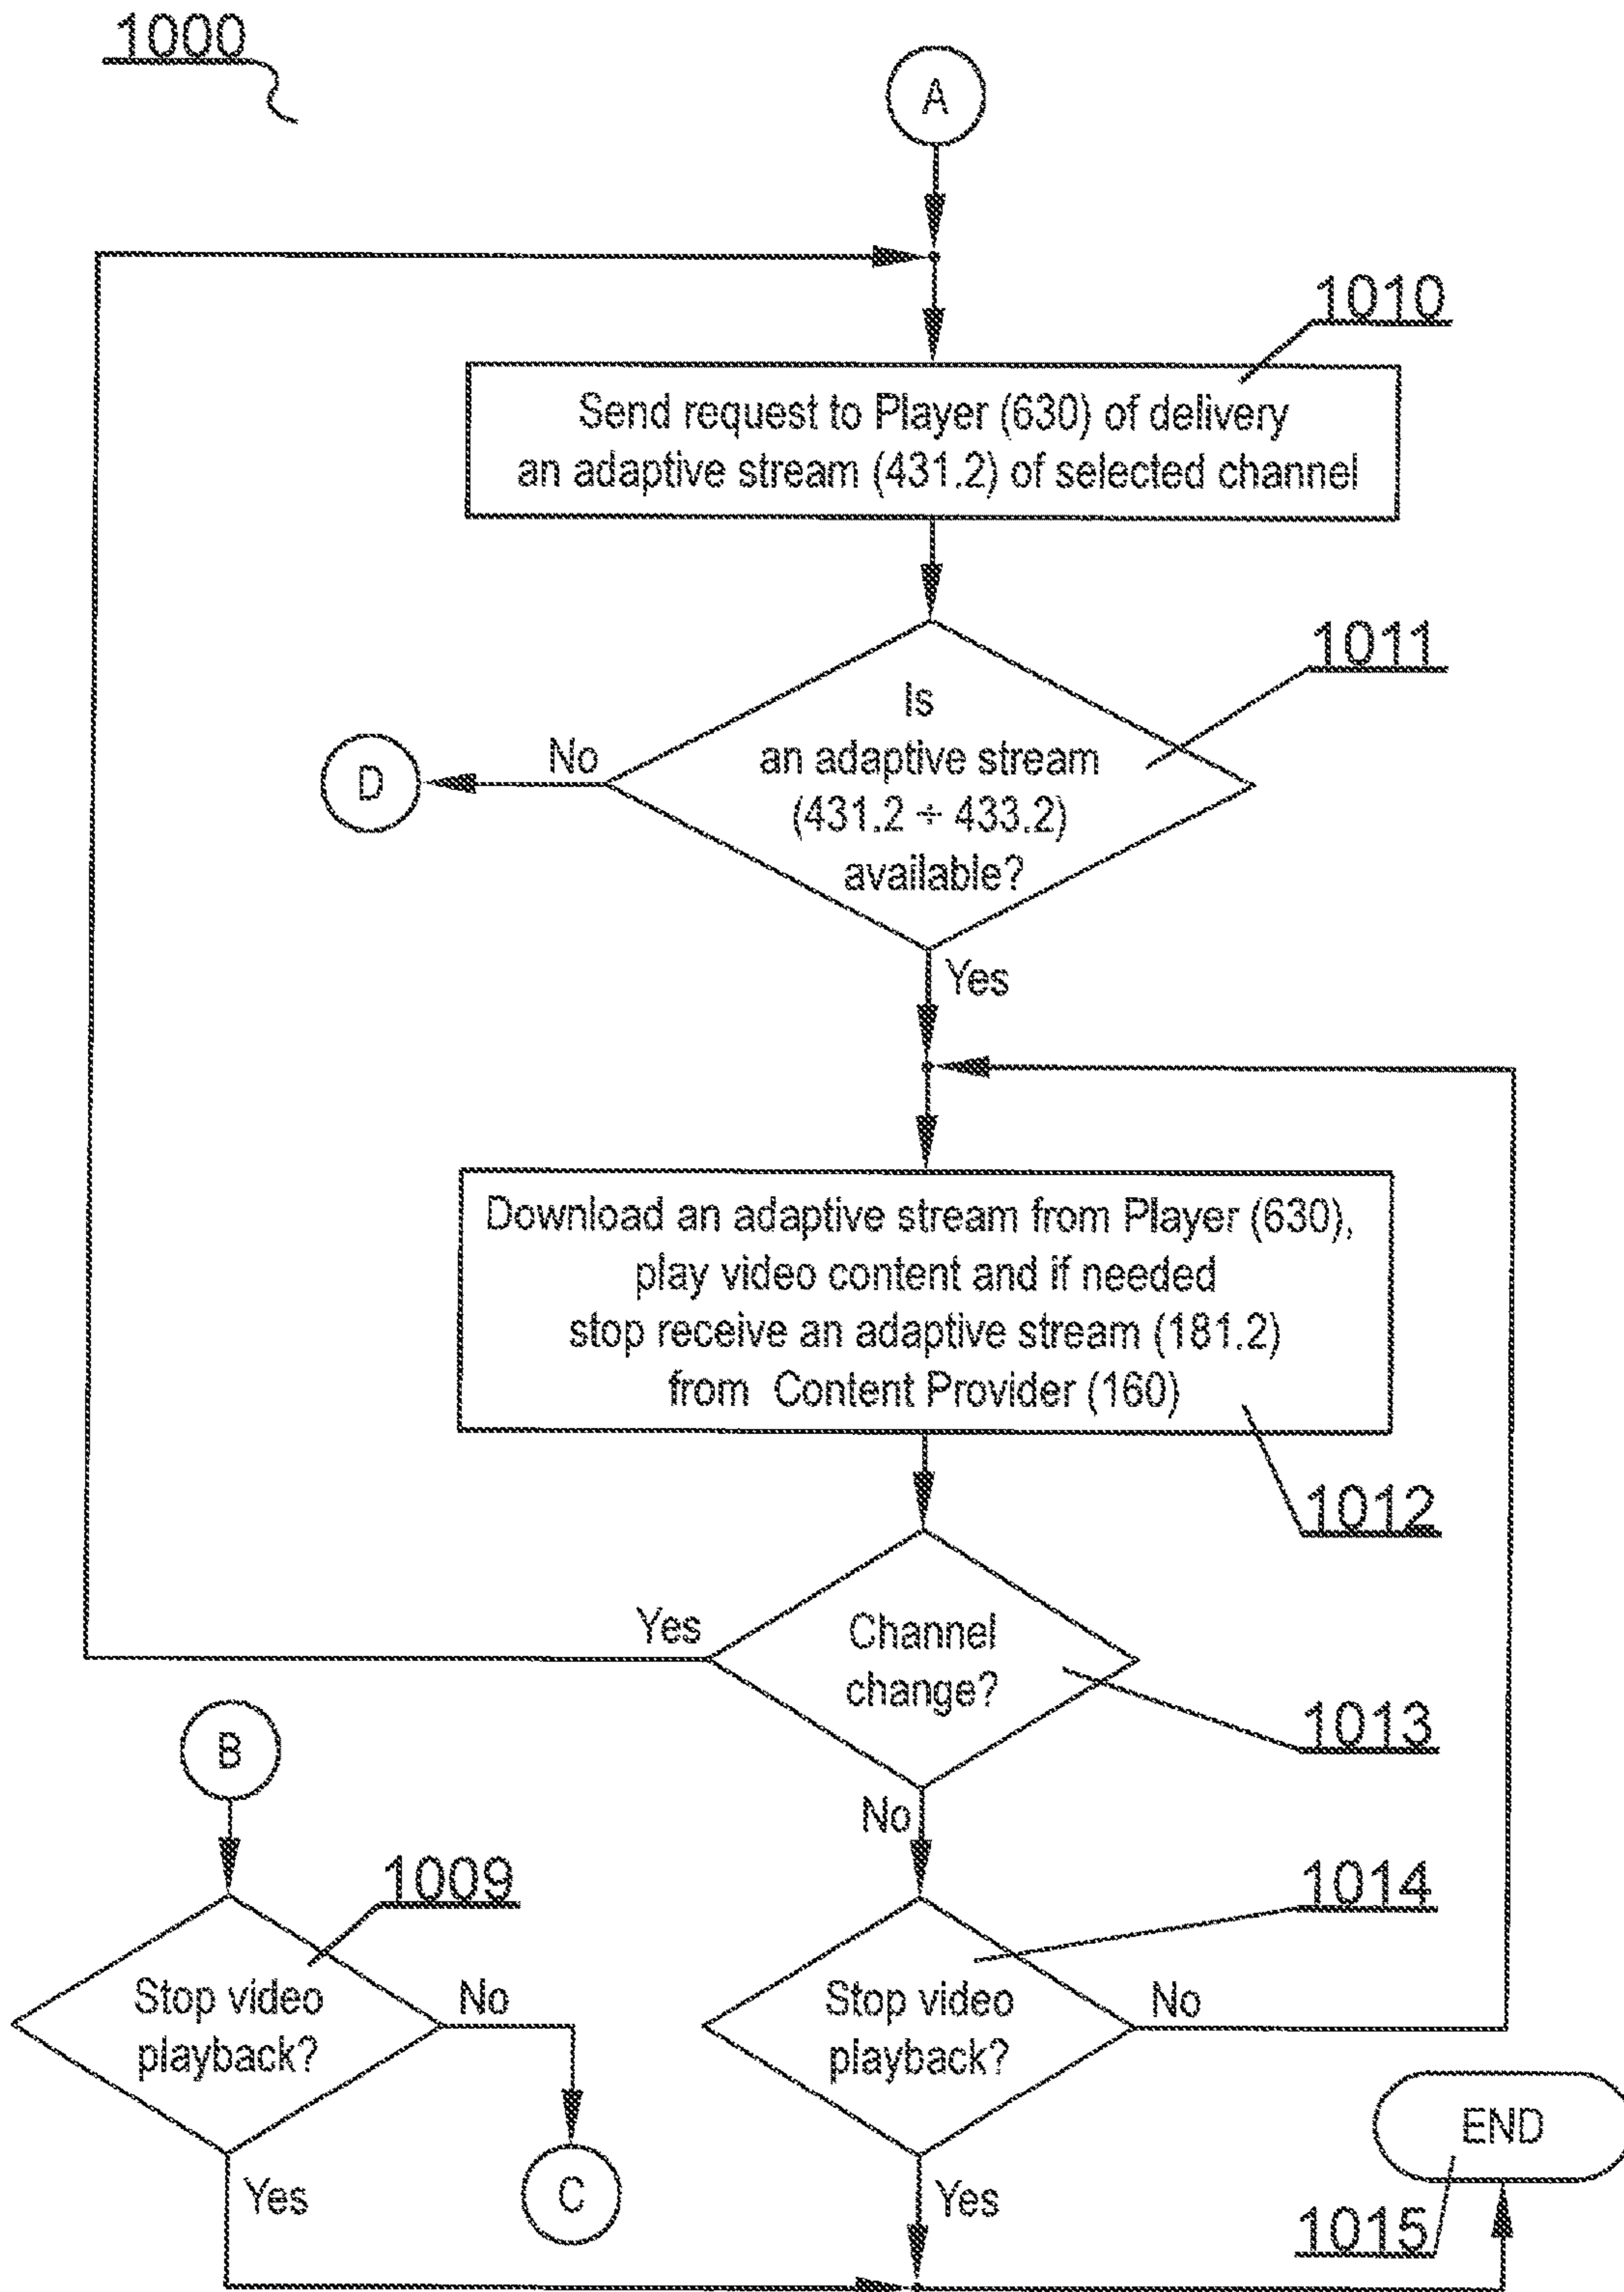 1000
A
1010
Send request to Player (630) of delivery
an adaptive stream (431.2) of selected channel
1011
Is
an adaptive stream
(431.2 ÷ 433.2)
available?
No
D
Yes
Download an adaptive stream from Player (630),
play video content and if needed
stop receive an adaptive stream (181.2)
from Content Provider (160)
1012
Yes
Channel
change?
1013
B
No
1009
1014
Stop video
playback?
No
Stop video
playback?
No
END
Yes
C
Yes
1015